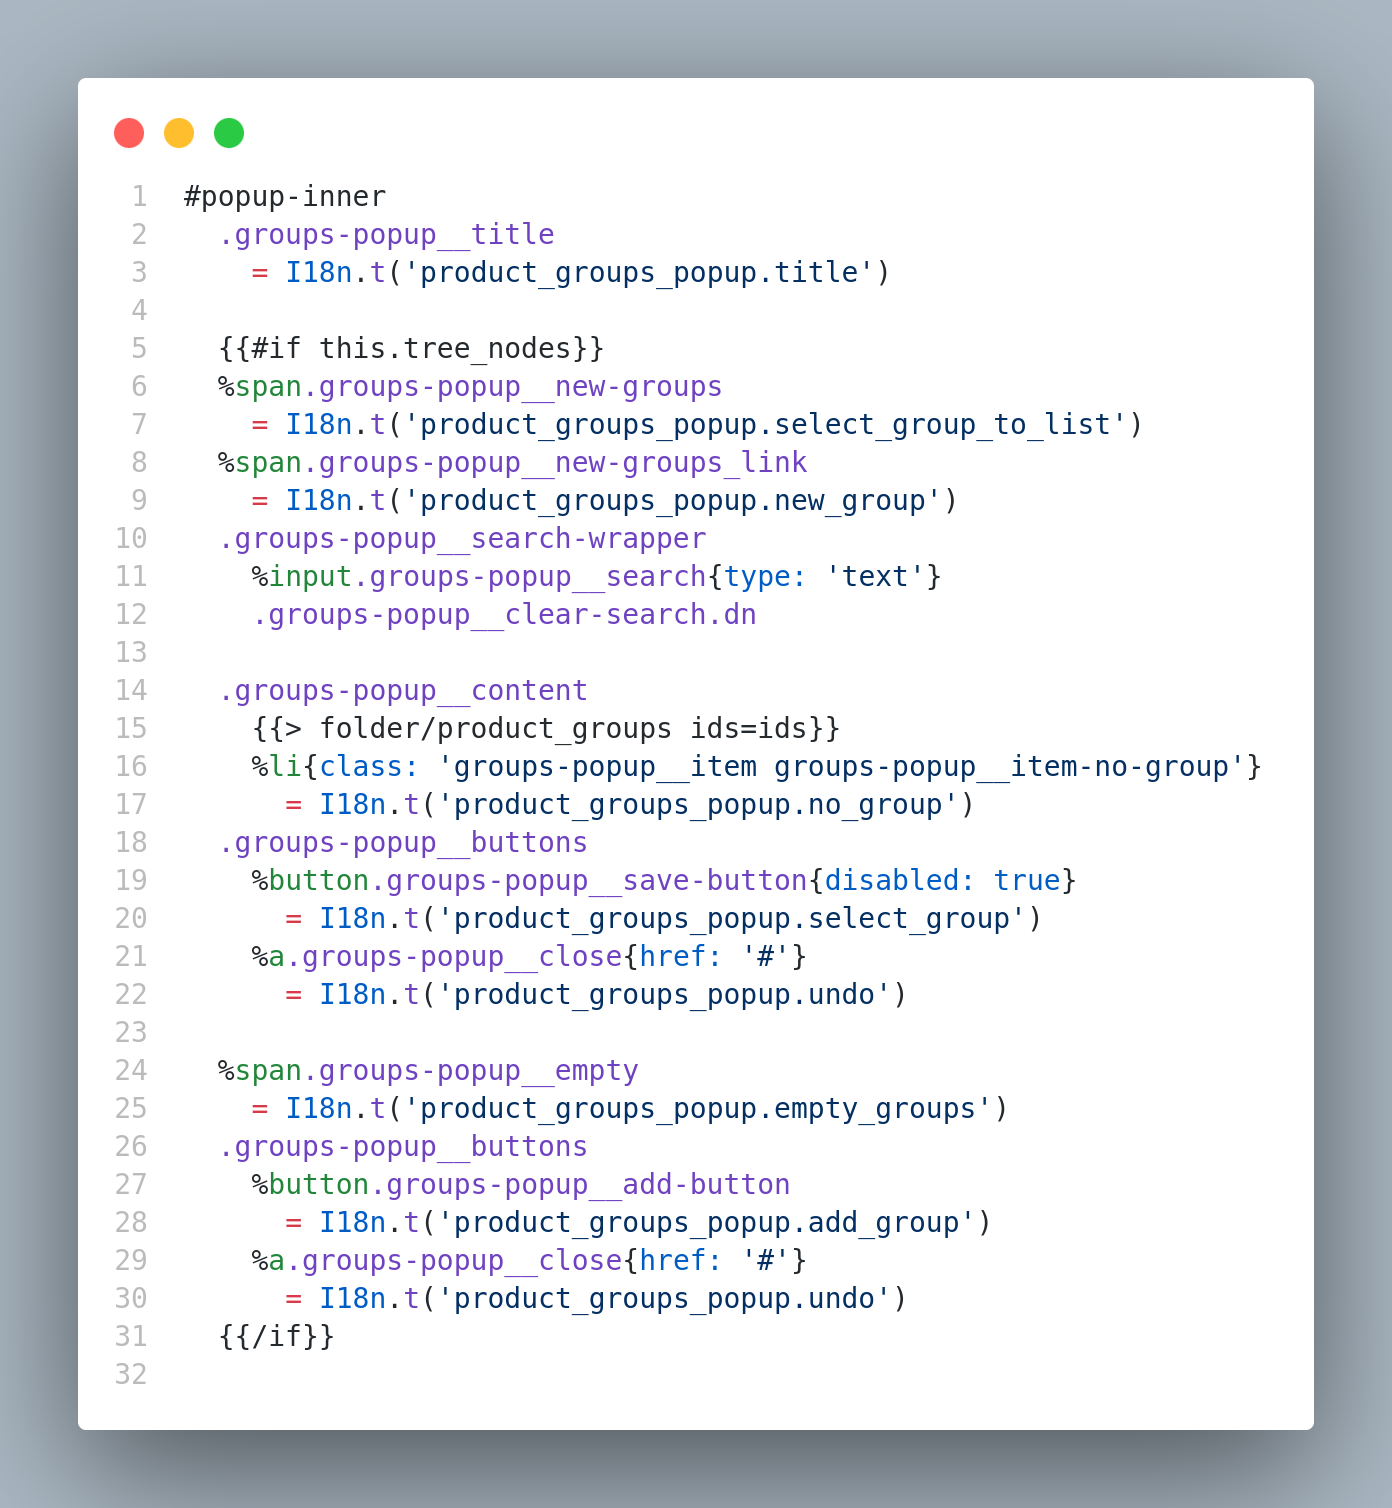 1 #popup-inner
2   .groups-popup__title
3     = I18n.t('product_groups_popup.title')
4
5   {{#if this.tree_nodes}}
6   %span.groups-popup__new-groups
7     = I18n.t('product_groups_popup.select_group_to_list')
8   %span.groups-popup__new-groups_link
9     = I18n.t('product_groups_popup.new_group')
10   .groups-popup__search-wrapper
11     %input.groups-popup__search{type: 'text'}
12     .groups-popup__clear-search.dn
13
14   .groups-popup__content
15     {{> folder/product_groups ids=ids}}
16     %li{class: 'groups-popup__item groups-popup__item-no-group'}
17       = I18n.t('product_groups_popup.no_group')
18   .groups-popup__buttons
19     %button.groups-popup__save-button{disabled: true}
20       = I18n.t('product_groups_popup.select_group')
21     %a.groups-popup__close{href: '#'}
22       = I18n.t('product_groups_popup.undo')
23
24   %span.groups-popup__empty
25     = I18n.t('product_groups_popup.empty_groups')
26   .groups-popup__buttons
27     %button.groups-popup__add-button
28       = I18n.t('product_groups_popup.add_group')
29     %a.groups-popup__close{href: '#'}
30       = I18n.t('product_groups_popup.undo')
31   {{/if}}
32